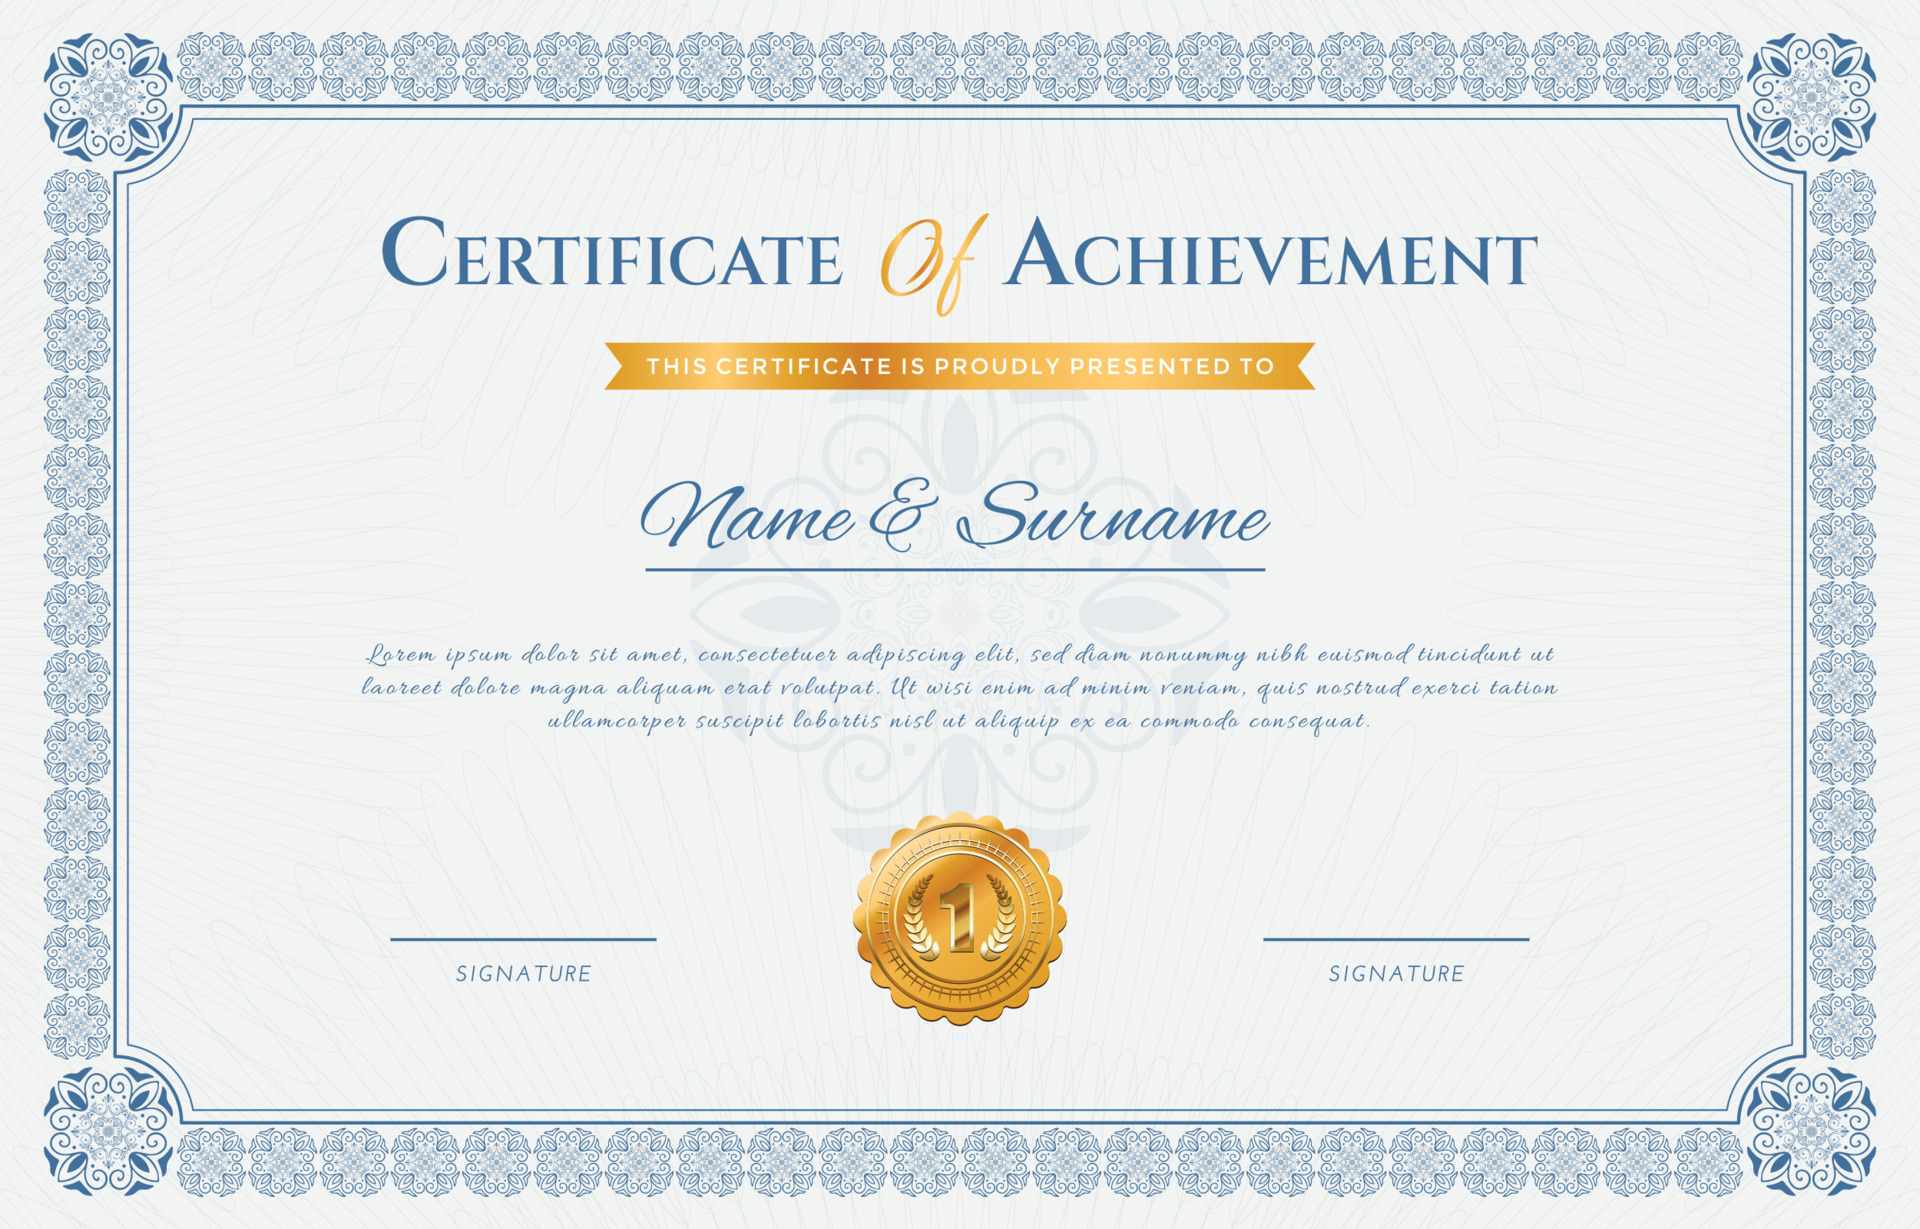 CERTIFICATE Of ACHIEVEMENT
THIS CERTIFICATE IS PROUDLY PRESENTED TO
Name & Surname
Lorem ipsum dolor sit amet, consectetuer adipiscing elit, sed diam nonummy nibh euismod tincidunt ut
laoreet dolore magna aliquam erat volutpat. Ut wisi enim ad minim veniam, quis nostrud exerci tation
ullamcorper suscipit lobortis nisl ut aliquip ex ea commodo consequat.
1
SIGNATURE
SIGNATURE